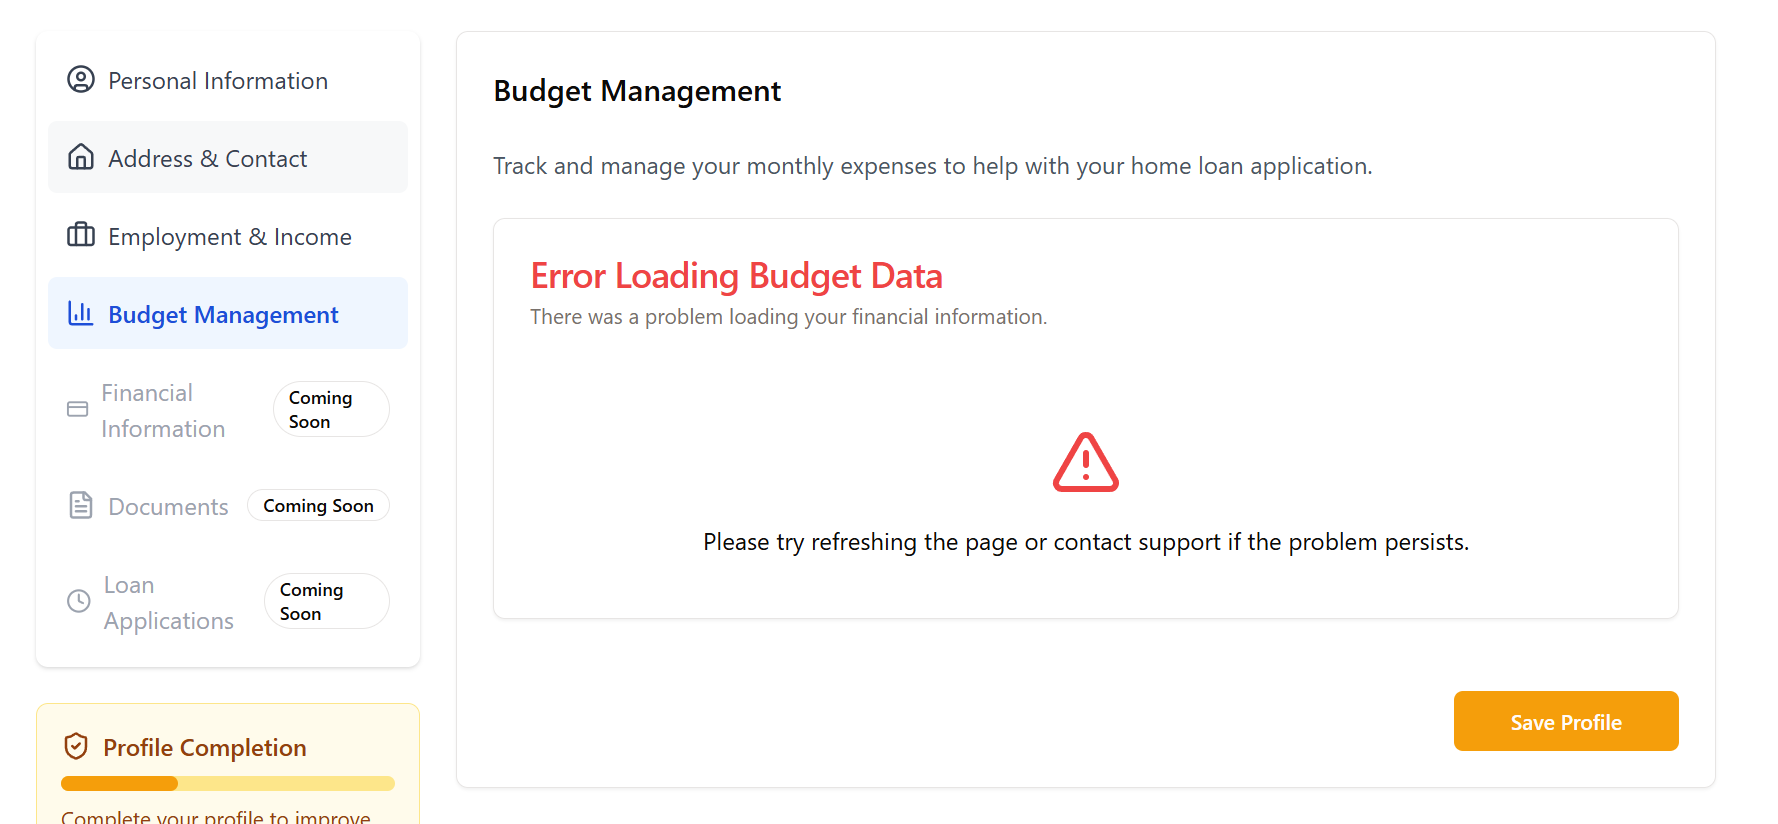 Personal Information
Address & Contact
Employment & Income
Budget Management
Financial
Information
Coming
Soon
Documents
Coming Soon
Loan
Applications
Coming
Soon
Profile Completion
Complete your profile to improve
Budget Management
Track and manage your monthly expenses to help with your home loan application.
Error Loading Budget Data
There was a problem loading your financial information.
Please try refreshing the page or contact support if the problem persists.
Save Profile